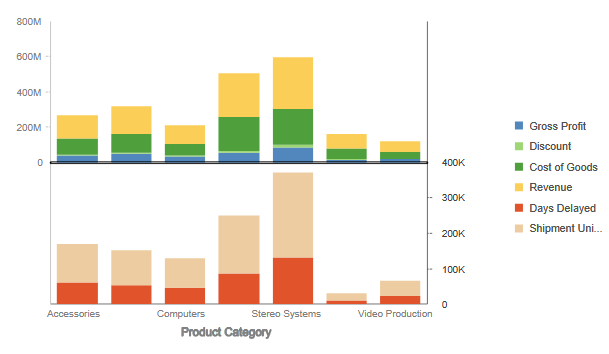 800M
600M
400M
200M
0
400K
300K
200K
100K
0
Gross Profit
Discount
Cost of Goods
Revenue
Days Delayed
Shipment Uni...
Accessories Computers Stereo Systems Video Production
Product Category